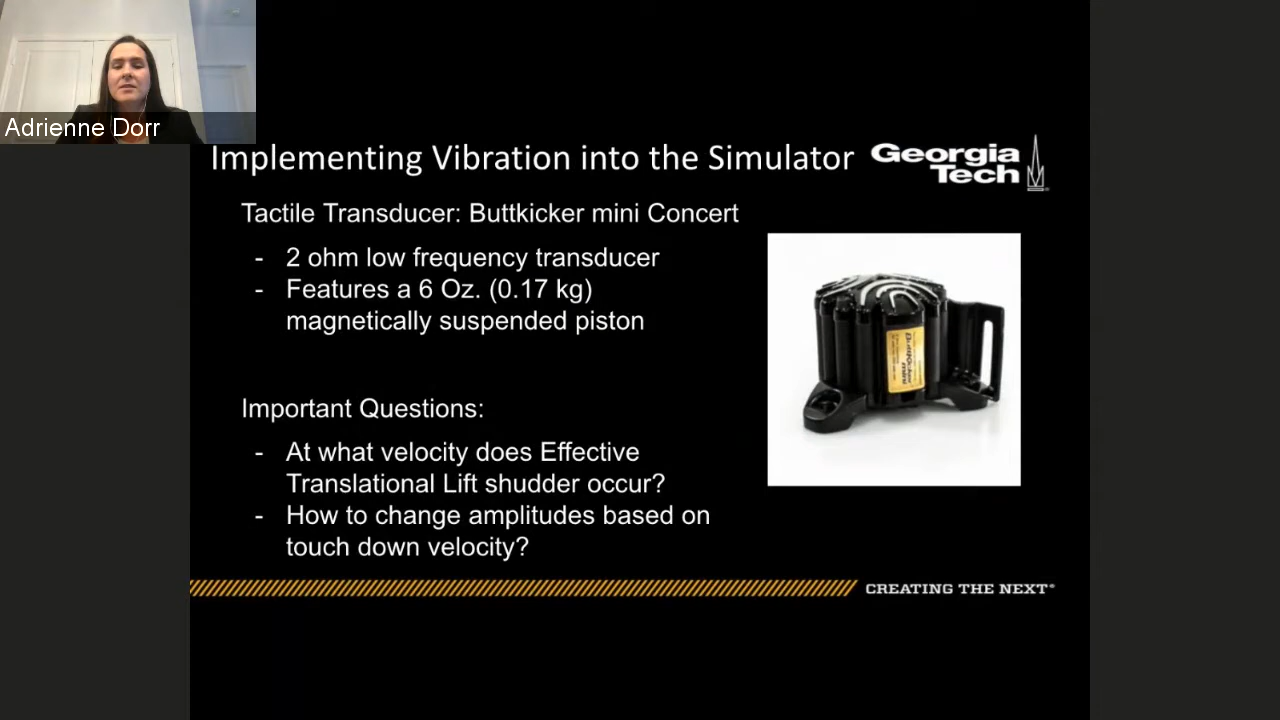 Adrienne Dorr
Implementing Vibration into the Simulator
Georgia
Tech
Tactile Transducer: Buttkicker mini Concert
- 2 ohm low frequency transducer
- Features a 6 Oz. (0.17 kg)
magnetically suspended piston
Buttkicker
mini
Important Questions:
- At what velocity does Effective
Translational Lift shudder occur?
- How to change amplitudes based on
touch down velocity?
CREATING THE NEXT®